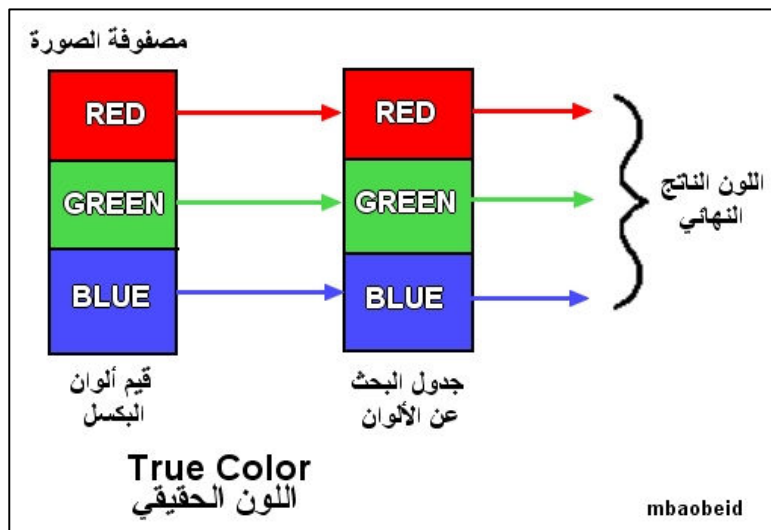 مصفوفة الصورة
RED
RED
GREEN
GREEN
BLUE
BLUE
اللون الناتج
النهائي
قيم ألوان
البكسل
جدول البحث
عن الألوان
True Color
اللون الحقيقي
mbaobeid